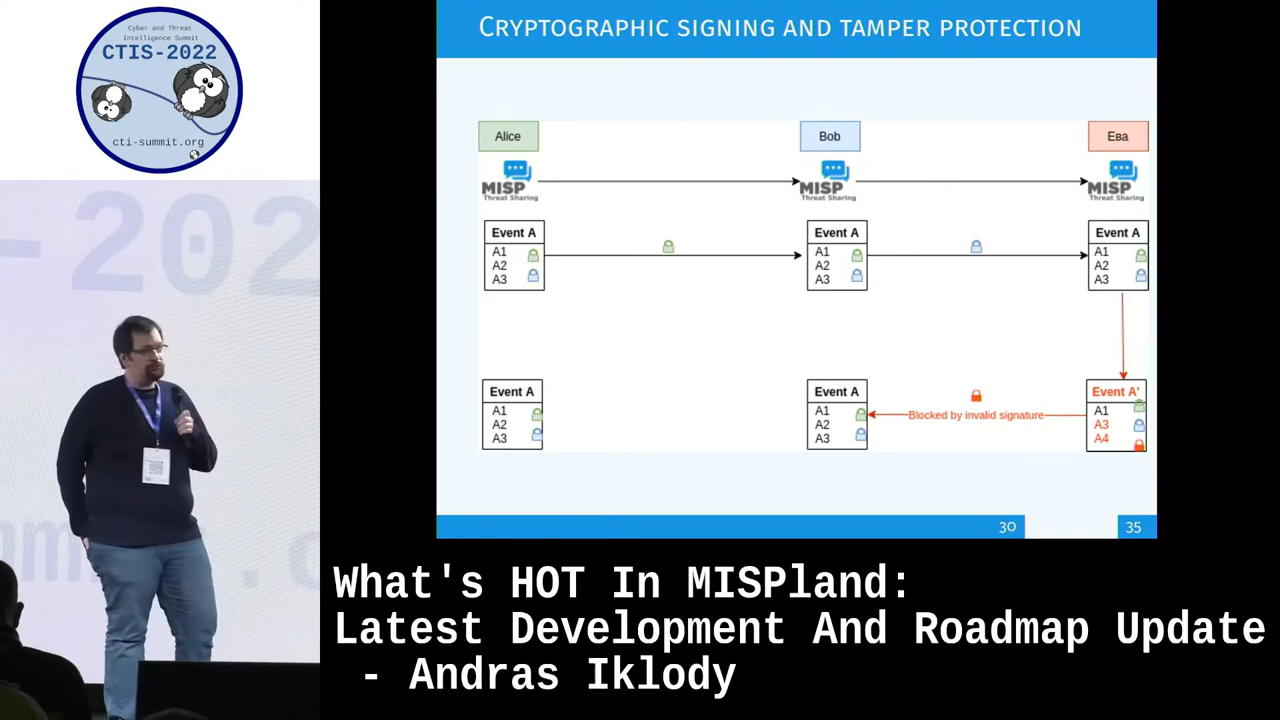 Cyber and Threat
Intelligence Summit
CTIS-2022
cti-summit.org
-202
CRYPTOGRAPHIC SIGNING AND TAMPER PROTECTION
Alice
Bob
Ева
MISP
Threat Sharing
MISP
Threat Sharing
MISP
Threat Sharing
Event A
A1
A2
A3
Event A
A1
A2
A3
Event A
A1
A2
A3
Event A
A1
A2
A3
Event A
A1
A2
A3
Blocked by invalid signature
Event A'
A1
A3
A4
30
35
What's HOT In MISPland:
Latest Development And Roadmap Update
- Andras Iklody